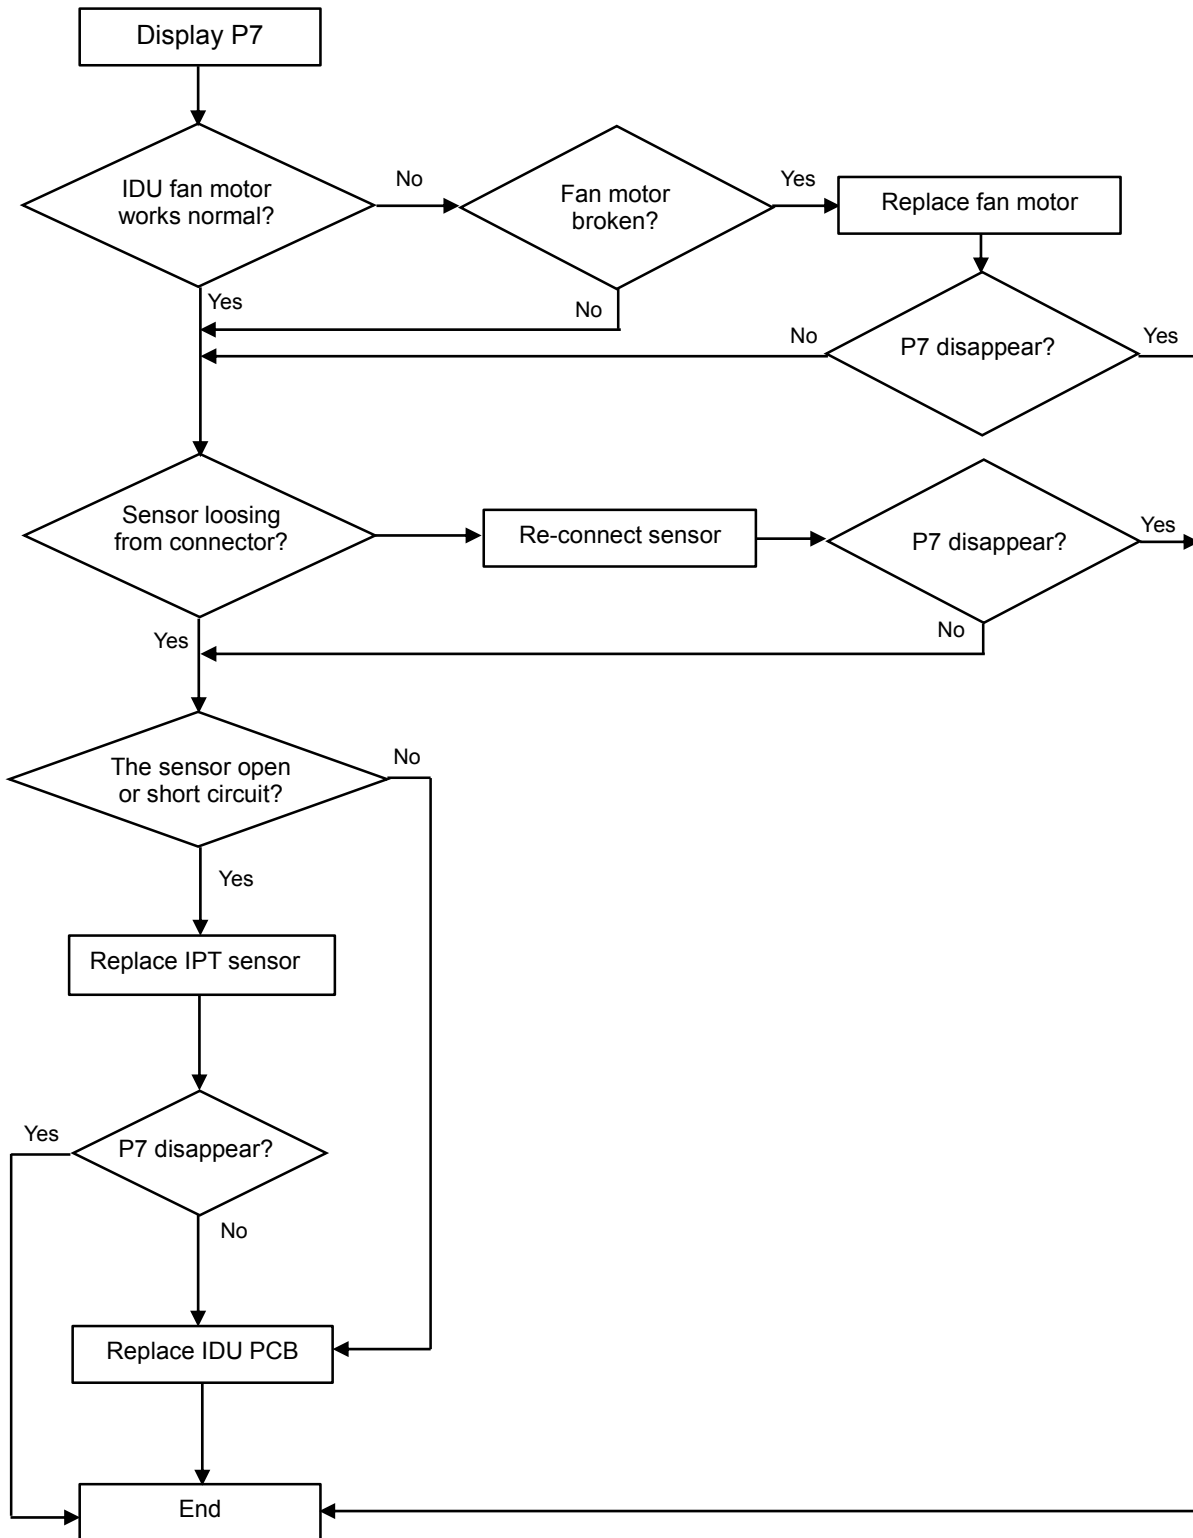 Display P7
IDU fan motor
works normal?
No
Fan motor
broken?
Yes
Replace fan motor
Yes
No
No
P7 disappear?
Yes
Sensor loosing
from connector?
Re-connect sensor
P7 disappear?
Yes
Yes
No
The sensor open
or short circuit?
No
Yes
Replace IPT sensor
Yes
P7 disappear?
No
Replace IDU PCB
End